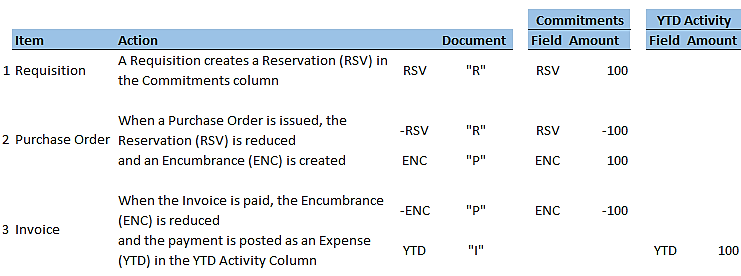 Commitments YTD Activity
Item Action Document Field Amount Field Amount
A Requisition creates a Reservation (RSV) in
1 Requisition RSV "R" RSV 100
the Commitments column
When a Purchase Order is issued, the
-RSV "R" RSV -100
Reservation (RSV) is reduced
2 Purchase Order
and an Encumbrance (ENC) is created ENC "P" ENC 100
When the Invoice is paid, the Encumbrance
-ENC "P" ENC -100
(ENC) is reduced
3 Invoice
and the payment is posted as an Expense
YTD "I" YTD 100
(YTD) in the YTD Activity Column